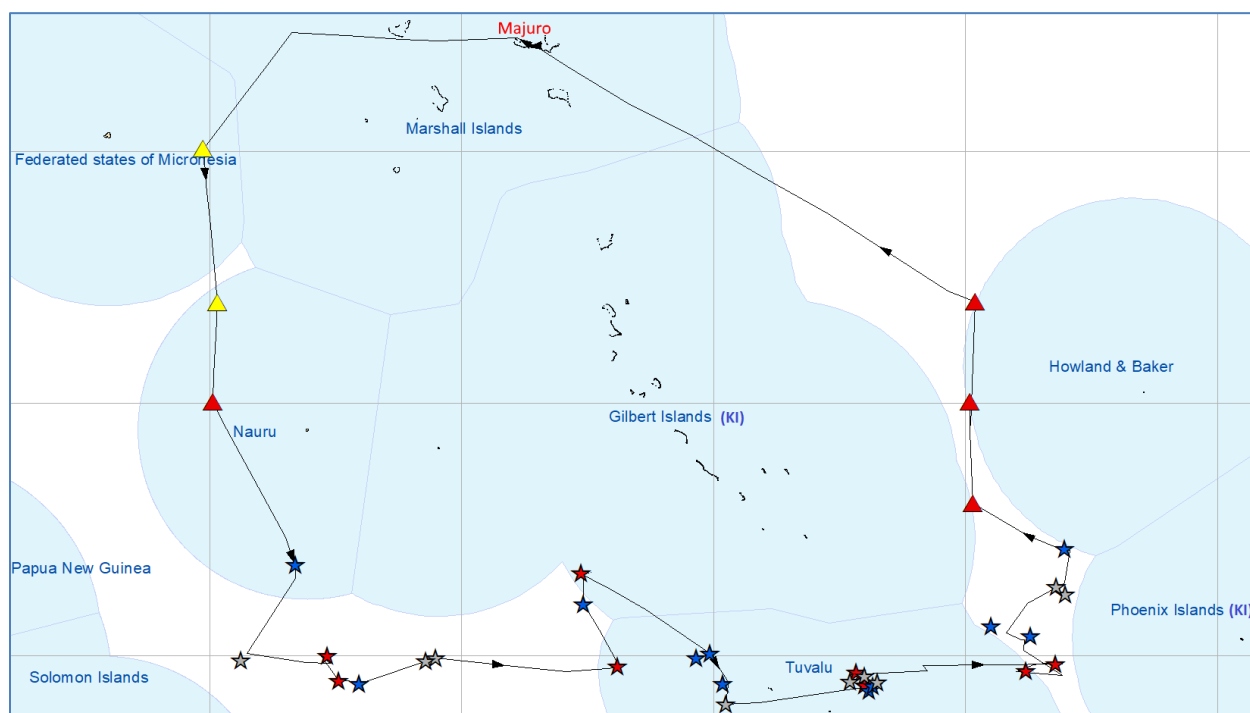 Majuro
Marshall Islands
Federated states of Micronesia
Howland & Baker
Gilbert Islands (KI)
Nauru
Papua New Guinea
Phoenix Islands (KI)
Tuvalu
Solomon Islands